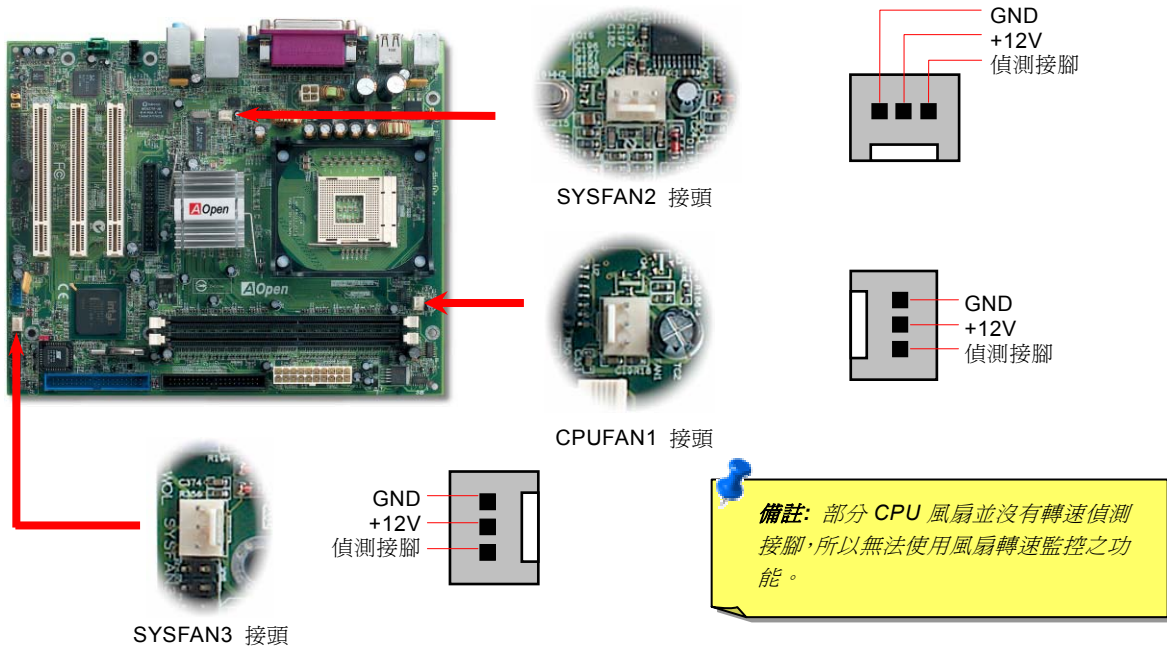 GND
+12V
偵測接腳
SYSFAN2 接頭
AOpen
AOpen
GND
+12V
偵測接腳
CPUFAN1 接頭
C374
WOL
SYSFAN
GND
+12V
偵測接腳
SYSFAN3 接頭
備註: 部分 CPU 風扇並沒有轉速偵測
接腳，所以無法使用風扇轉速監控之功
能。